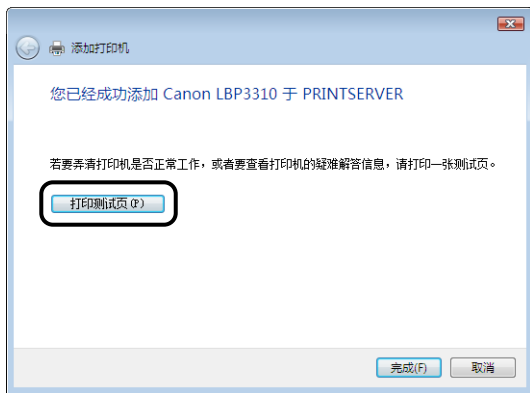 添加打印机
您已经成功添加 Canon LBP3310 于 PRINTSERVER
若要弄清打印机是否正常工作，或者要查看打印机的疑难解答信息，请打印一张测试页。
打印测试页(P)
完成(F)
取消